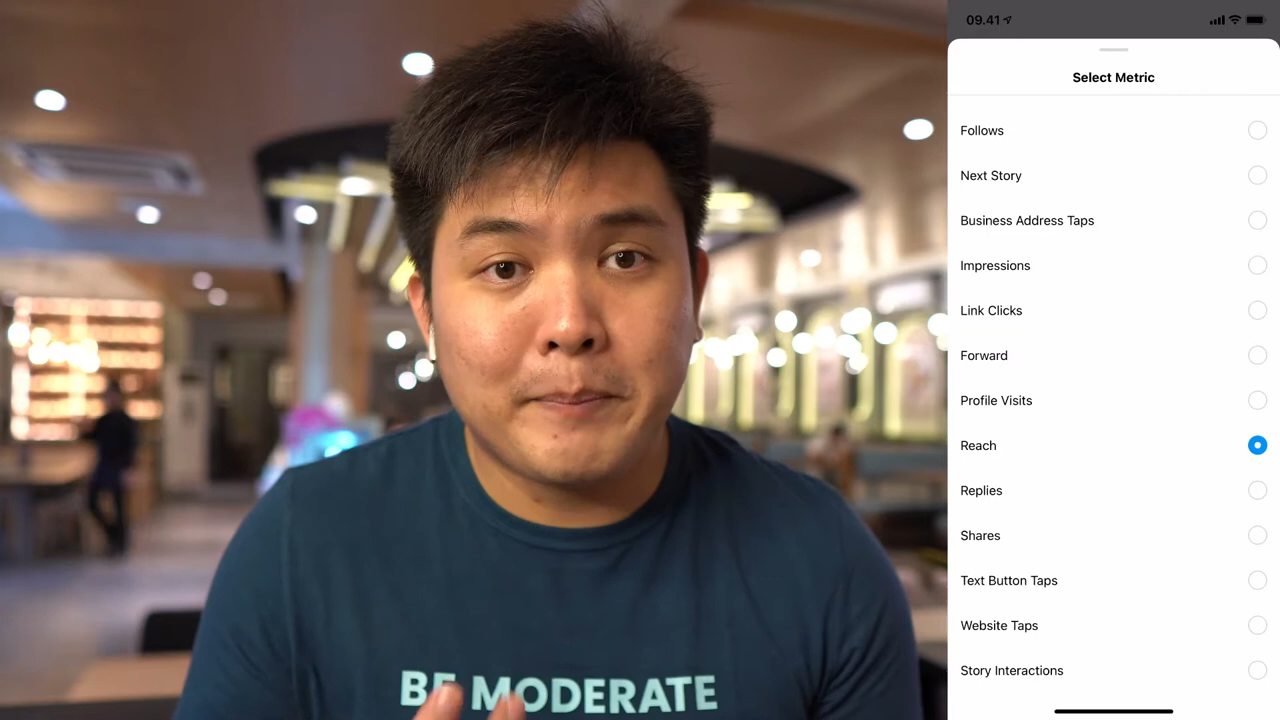 BE MODERATE
09.41
Select Metric
Follows
Next Story
Business Address Taps
Impressions
Link Clicks
Forward
Profile Visits
Reach
Replies
Shares
Text Button Taps
Website Taps
Story Interactions